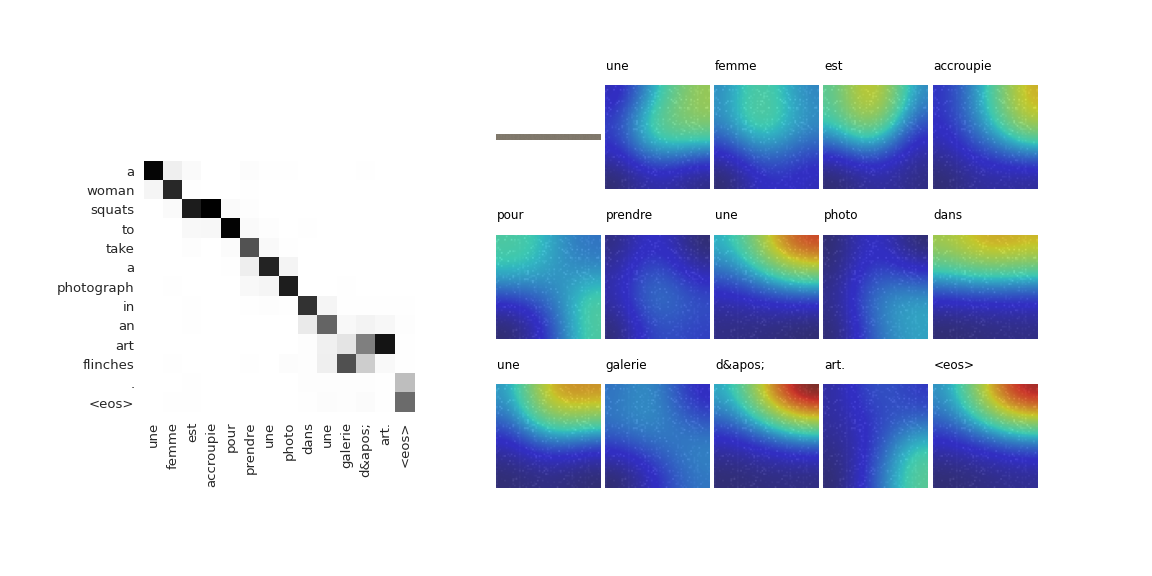 a
woman
squats
to
take
a
photograph
in
an
art
flinches
.
<eos>
une
femme
est
accroupie
pour
prendre
une
photo
dans
une
galerie
d&apos;
art.
<eos>
une femme est accroupie
pour prendre une photo dans
une galerie d&apos; art. <eos>